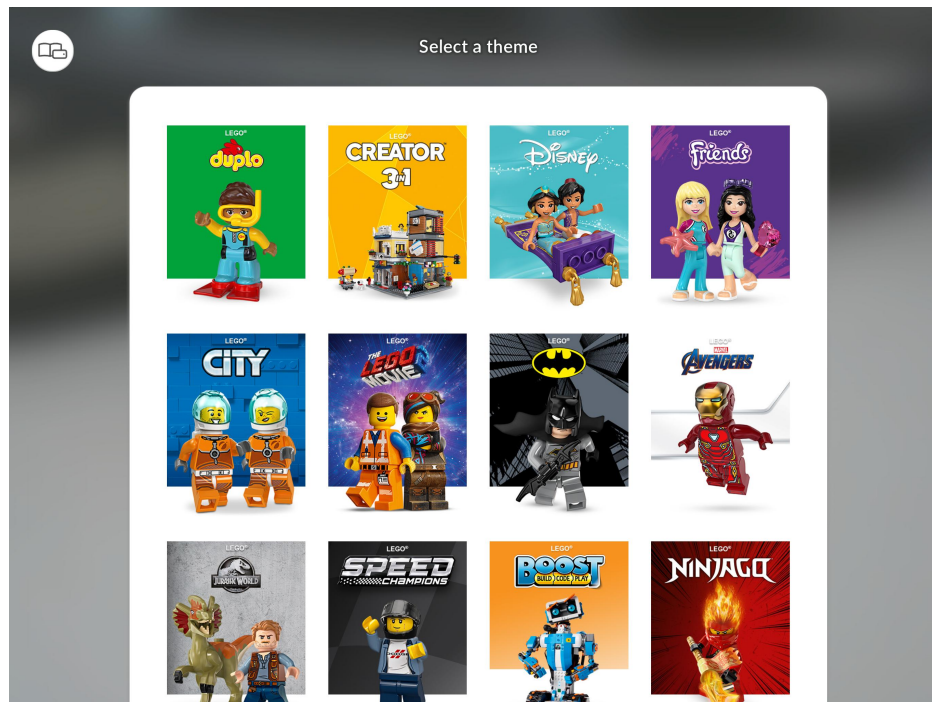 Select a theme
LEGO®
duplo
LEGO®
CREATOR
3IN1
LEGO®
Disney
LEGO®
Friends
LEGO®
CITY
LEGO®
THE
LEGO
MOVIE 2
LEGO®
LEGO®
MARVEL
AVENGERS
LEGO®
JURASSIC WORLD
LEGO®
SPEED
CHAMPIONS
LEGO®
BOOST
BUILD CODE PLAY
LEGO®
NINJAGO